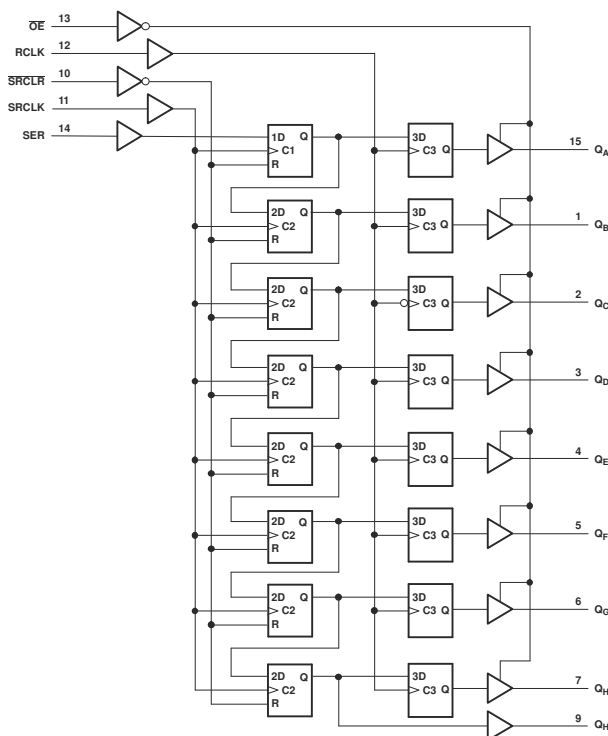 OE 13
RCLK 12
SRCLR 10
SRCLK 11
SER 14
1D Q
C1
R
3D
C3 Q
15 QA
2D Q
C2
R
3D
C3 Q
1 QB
2D Q
C2
R
3D
C3 Q
2 QC
2D Q
C2
R
3D
C3 Q
3 QD
2D Q
C2
R
3D
C3 Q
4 QE
2D Q
C2
R
3D
C3 Q
5 QF
2D Q
C2
R
3D
C3 Q
6 QG
2D Q
C2
R
3D
C3 Q
7 QH
9 QH